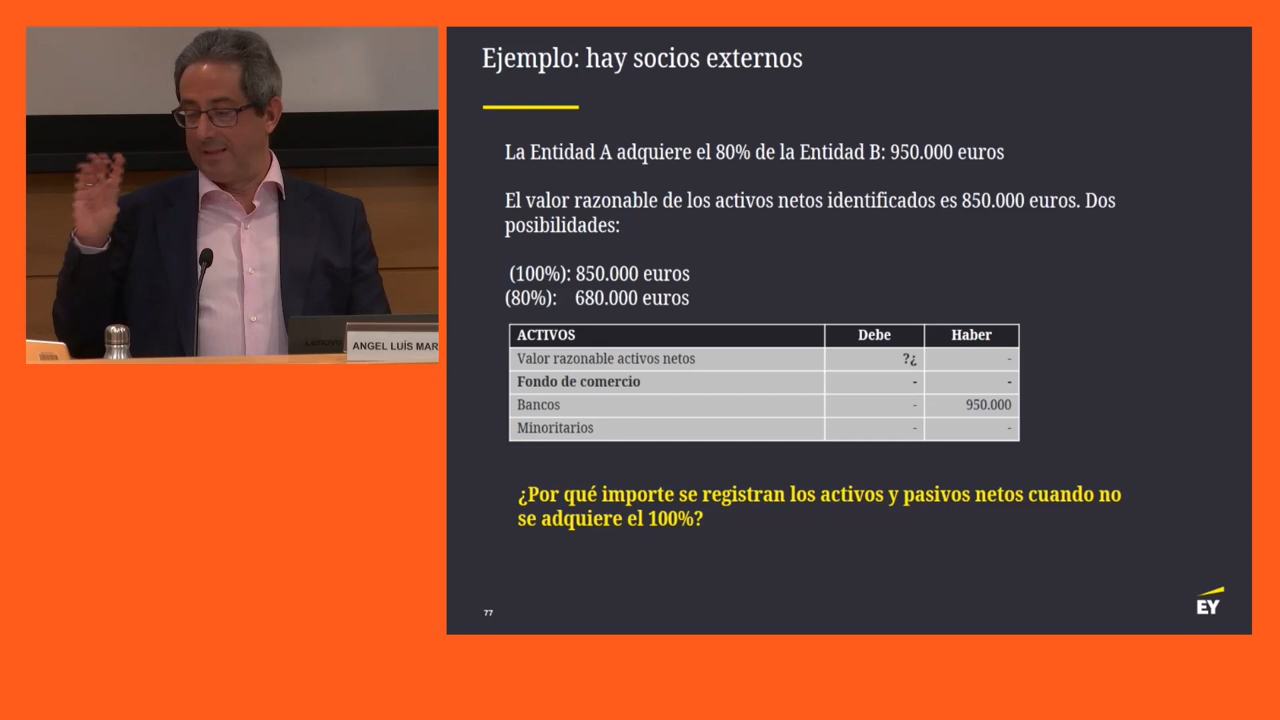 ANGEL LUÍS MAR
Ejemplo: hay socios externos
La Entidad A adquiere el 80% de la Entidad B: 950.000 euros
El valor razonable de los activos netos identificados es 850.000 euros. Dos
posibilidades:
(100%): 850.000 euros
(80%): 680.000 euros
ACTIVOS Debe Haber
Valor razonable activos netos ?¿ -
Fondo de comercio - -
Bancos - 950.000
Minoritarios - -
¿Por qué importe se registran los activos y pasivos netos cuando no
se adquiere el 100%?
77
EY